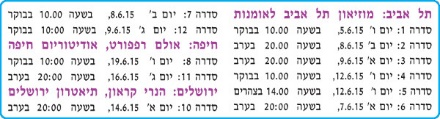 תל אביב: מוזיאון תל אביב לאומנות
סדרה 1: יום ו', 5.6.15, בשעה 10.00 בבוקר
סדרה 2: יום ג', 9.6.15, בשעה 20.00 בערב
סדרה 3: יום ו', 19.6.15, בשעה 20.00 בערב
סדרה 4: יום ו', 12.6.15, בשעה 10.00 בבוקר
סדרה 5: יום ו', 12.6.15, בשעה 14.00 בצהרים
סדרה 6: יום א', 7.6.15, בשעה 20.00 בערב
סדרה 7: יום ב', 8.6.15, בשעה 10.00 בבוקר
סדרה 12: יום ג', 9.6.15, בשעה 10.00 בבוקר
חיפה: אולם רפפורט, אודיטוריום חיפה
סדרה 8: יום ו', 19.6.15, בשעה 10:00 בבוקר
סדרה 11: יום ג', 16.6.15, בשעה 20:00 בערב
ירושלים: הנרי קראון, תיאטרון ירושלים
סדרה 10: יום א', 14.6.15, בשעה 20:00 בערב